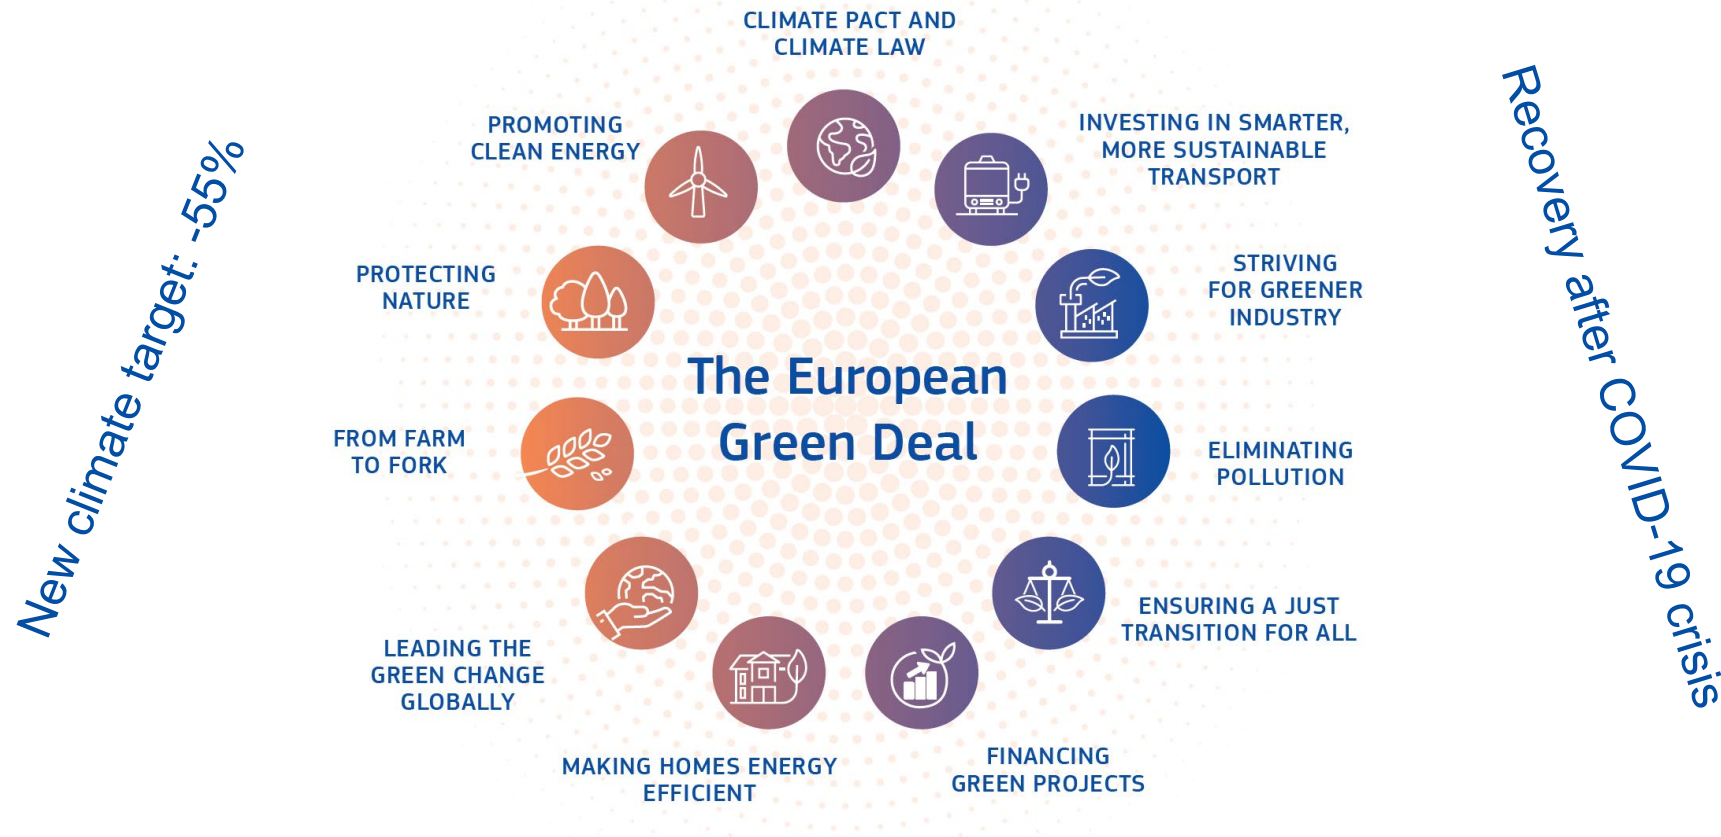 CLIMATE PACT AND
CLIMATE LAW
PROMOTING
CLEAN ENERGY
INVESTING IN SMARTER,
MORE SUSTAINABLE
TRANSPORT
PROTECTING
NATURE
STRIVING
FOR GREENER
INDUSTRY
The European
Green Deal
FROM FARM
TO FORK
ELIMINATING
POLLUTION
LEADING THE
GREEN CHANGE
GLOBALLY
ENSURING A JUST
TRANSITION FOR ALL
MAKING HOMES ENERGY
EFFICIENT
FINANCING
GREEN PROJECTS
New climate target: -55%
Recovery after COVID-19 crisis